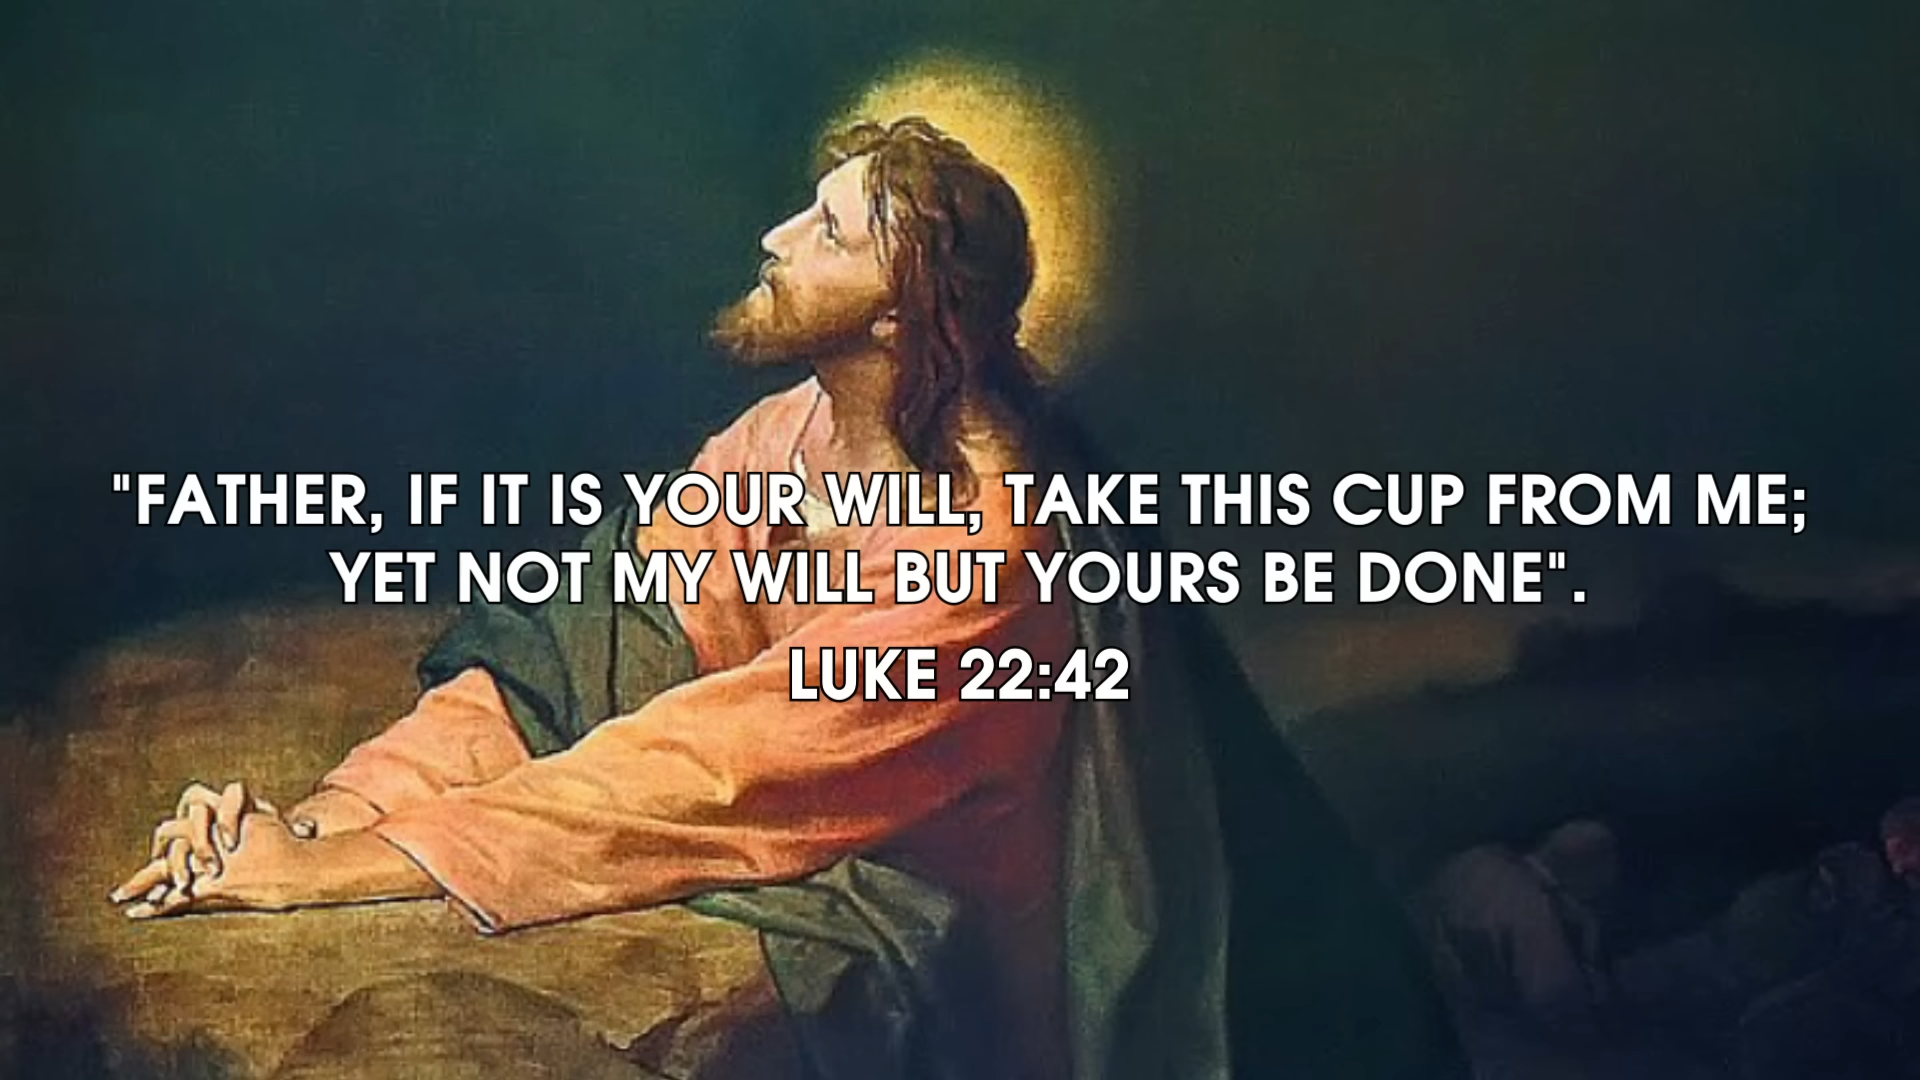 "FATHER, IF IT IS YOUR WILL, TAKE THIS CUP FROM ME;
YET NOT MY WILL BUT YOURS BE DONE".
LUKE 22:42